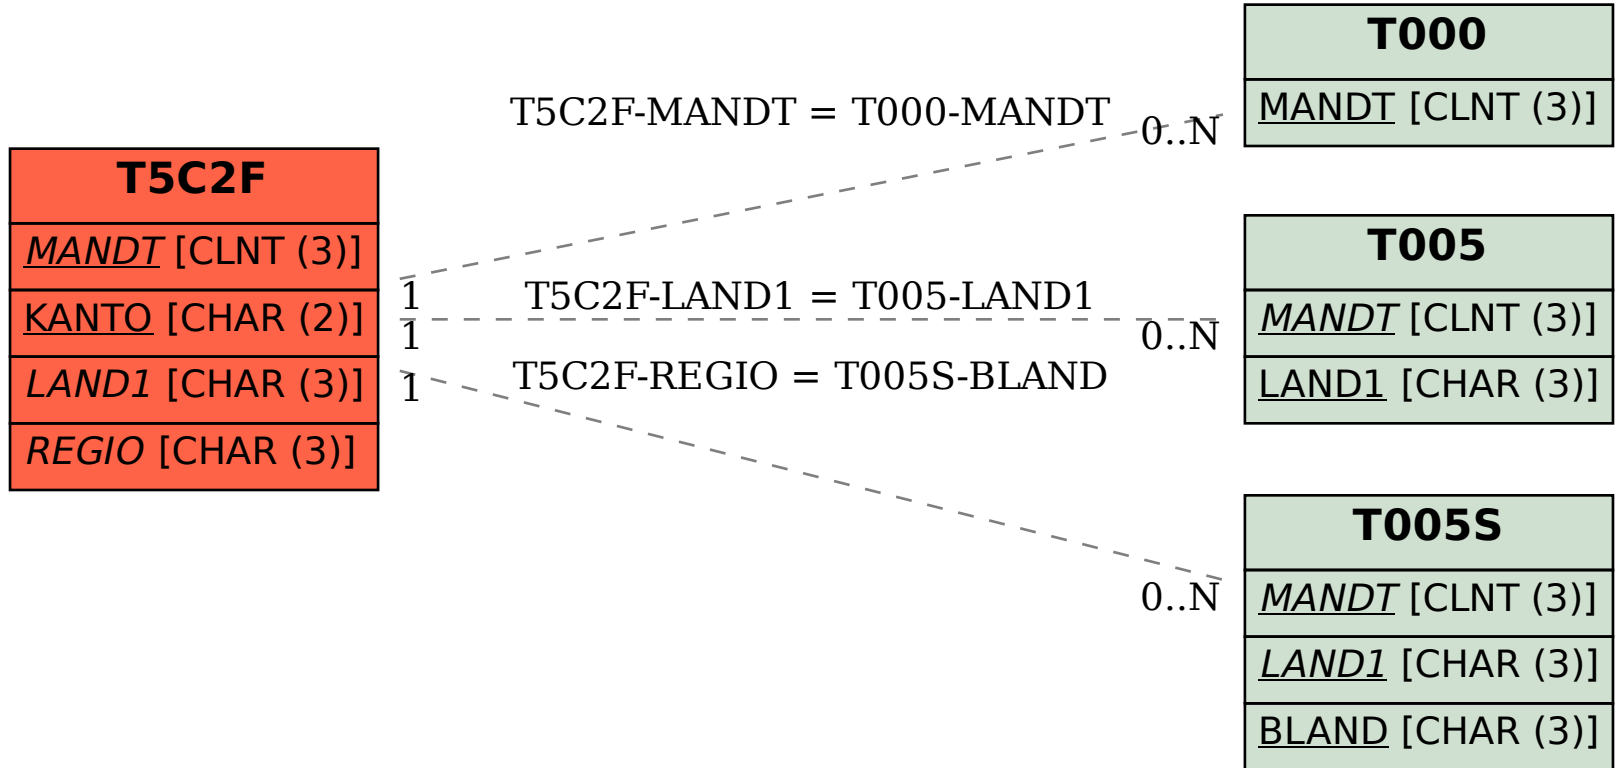 T5C2F
MANDT [CLNT (3)]
KANTO [CHAR (2)]
LAND1 [CHAR (3)]
REGIO [CHAR (3)]
T5C2F-MANDT = T000-MANDT
0..N
1
T5C2F-LAND1 = T005-LAND1
1
0..N
T5C2F-REGIO = T005S-BLAND
1
0..N
T000
MANDT [CLNT (3)]
T005
MANDT [CLNT (3)]
LAND1 [CHAR (3)]
T005S
MANDT [CLNT (3)]
LAND1 [CHAR (3)]
BLAND [CHAR (3)]